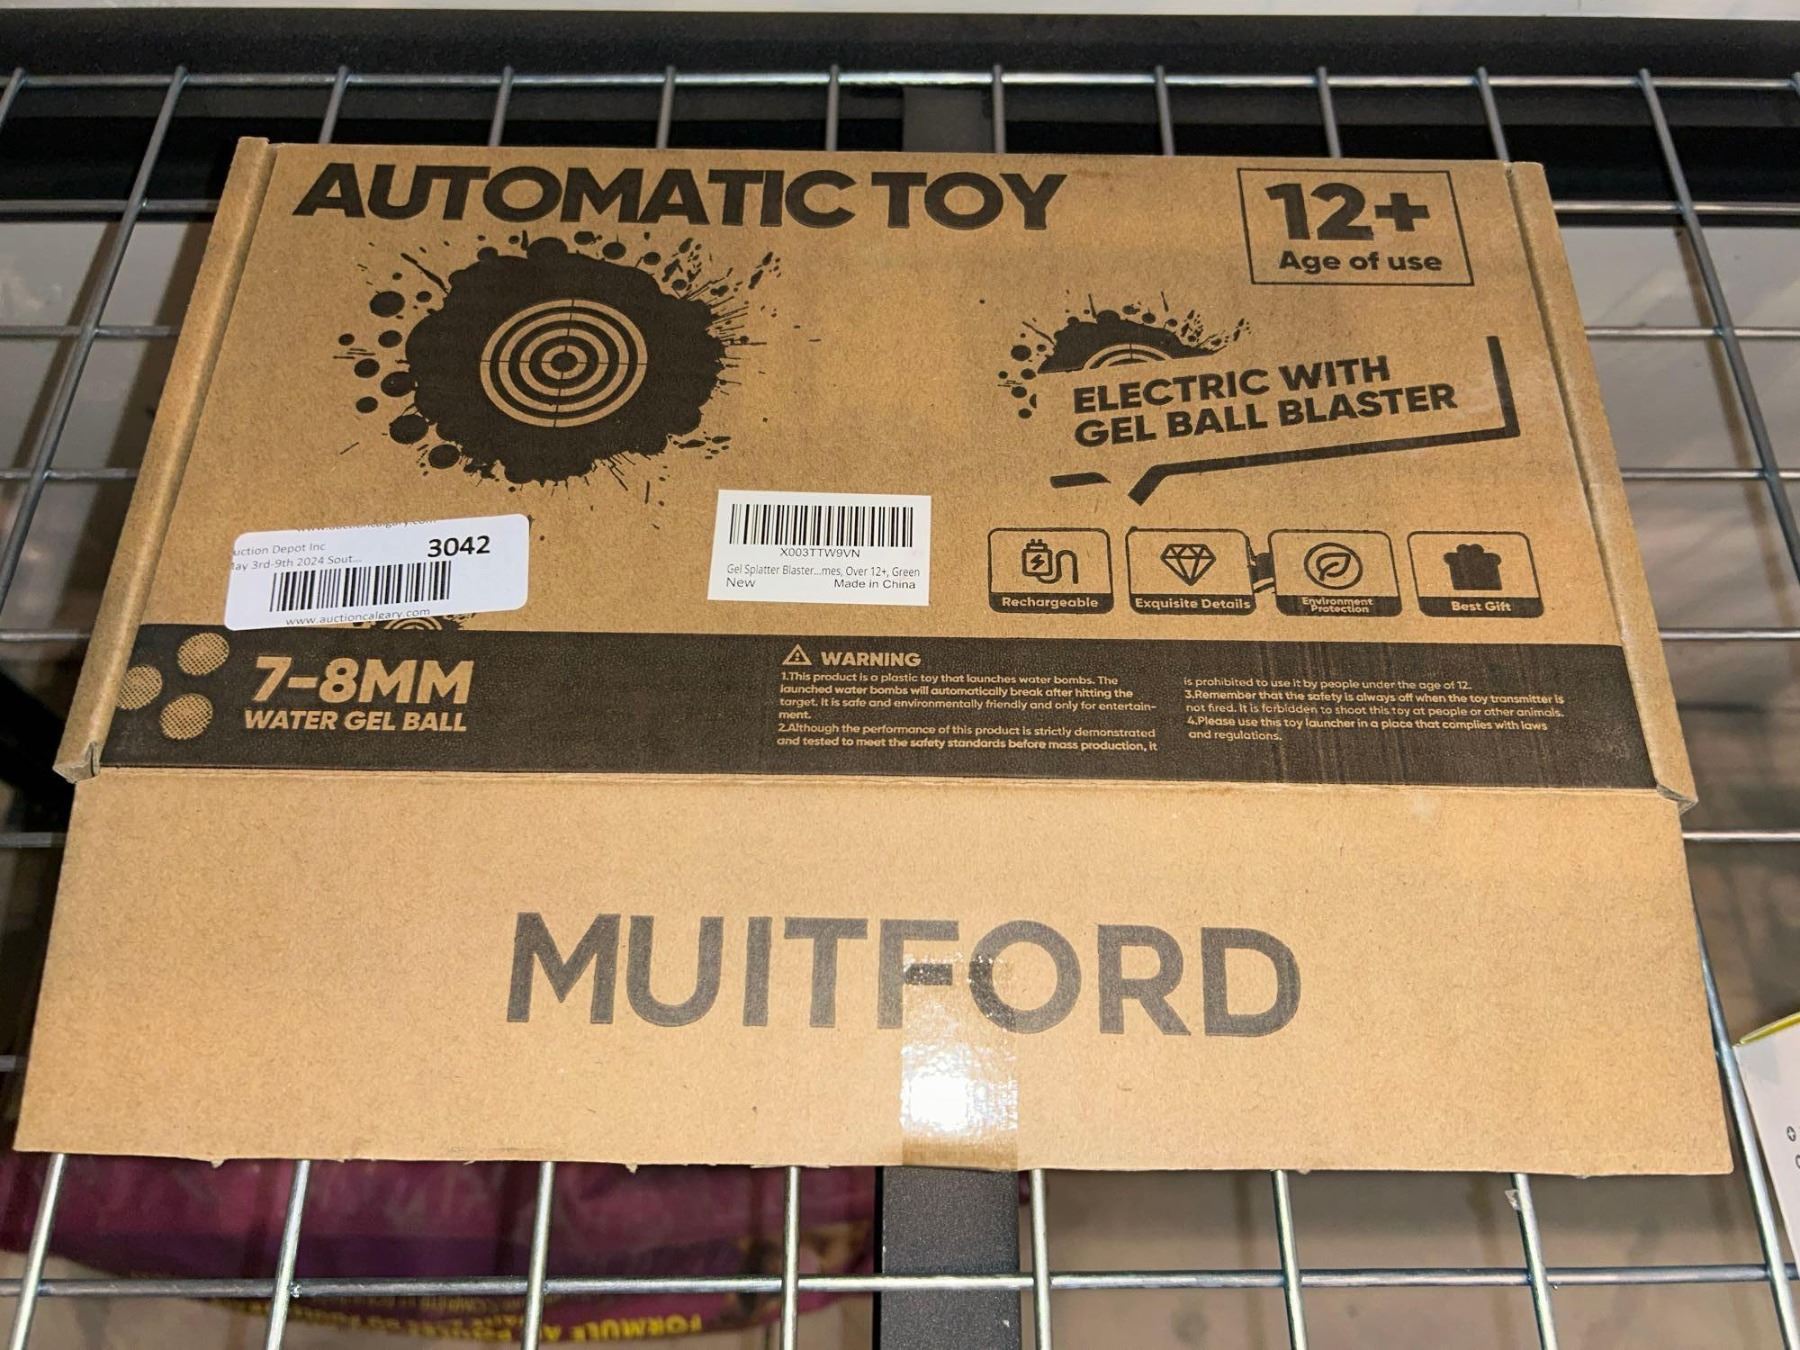 AUTOMATIC TOY
12+
Age of use
ELECTRIC WITH
GEL BALL BLASTER
uction Depot Inc
3042
ay 3rd-9th 2024 Sout...
www.auctioncalgary.com
X003TTW9VN
Gel Splatter Blaster...mes, Over 12+, Green
New
Made in China
Rechargeable
Exquisite Details
Environment
Protection
Best Gift
7-8MM
WATER GEL BALL
WARNING
1.This product is a plastic toy that launches water bombs. The
launched water bombs will automatically break after hitting the
target. It is safe and environmentally friendly and only for entertain-
ment.
2.Although the performance of this product is strictly demonstrated
and tested to meet the safety standards before mass production, it
is prohibited to use it by people under the age of 12.
3.Remember that the safety is always off when the toy transmitter is
not fired. It is forbidden to shoot this toy at people or other animals.
4.Please use this toy launcher in a place that complies with laws
and regulations.
MUITFORD
FORMULE